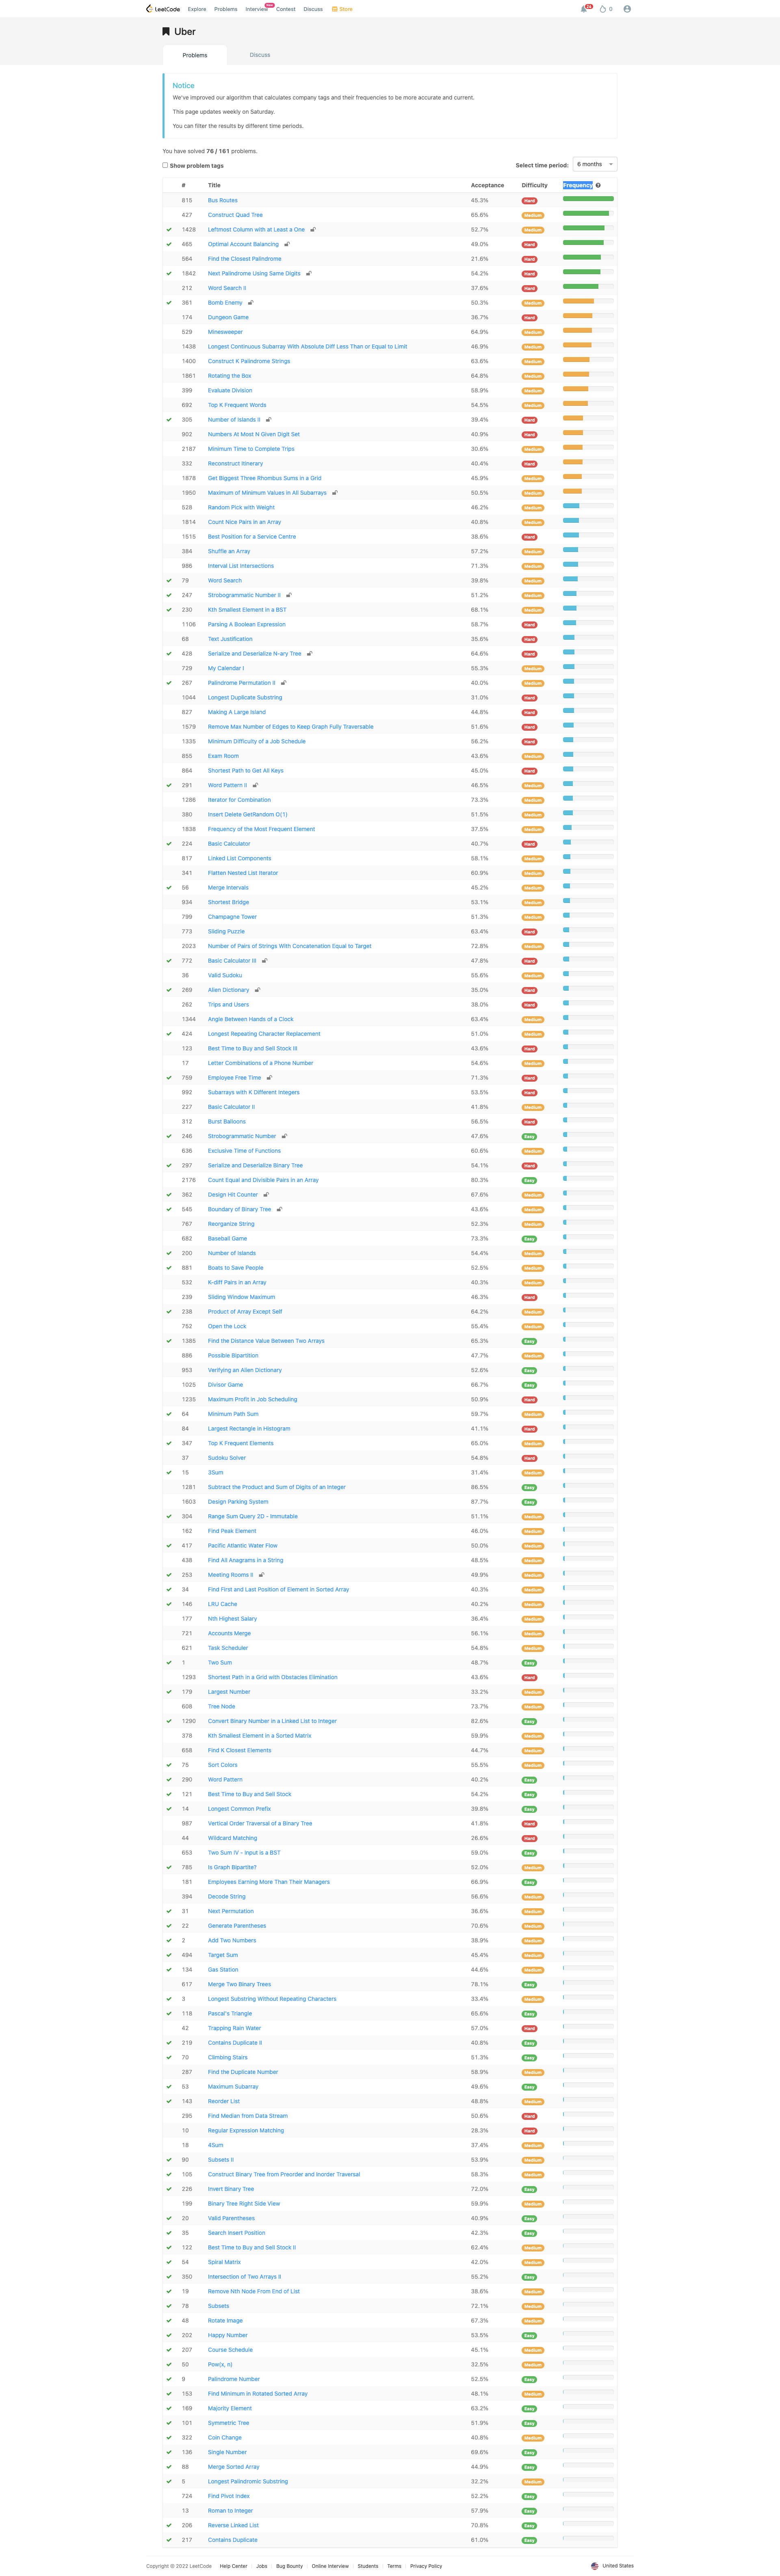 LeetCode Explore Problems Interview New Contest Discuss Store 0
Uber
Problems Discuss
Notice
We've improved our algorithm that calculates company tags and their frequencies to be more accurate and current.
This page updates weekly on Saturday.
You can filter the results by different time periods.
You have solved 76 / 161 problems.
Show problem tags Select time period: 6 months
# Title Acceptance Difficulty Frequency
815 Bus Routes 45.3% Hard
427 Construct Quad Tree 65.6% Medium
1428 Leftmost Column with at Least a One 52.7% Medium
465 Optimal Account Balancing 49.0% Hard
564 Find the Closest Palindrome 21.6% Hard
1842 Next Palindrome Using Same Digits 54.2% Hard
212 Word Search II 37.6% Hard
361 Bomb Enemy 50.3% Medium
174 Dungeon Game 36.7% Hard
529 Minesweeper 64.9% Medium
1438 Longest Continuous Subarray With Absolute Diff Less Than or Equal to Limit 46.9% Medium
1400 Construct K Palindrome Strings 63.6% Medium
1861 Rotating the Box 64.8% Medium
399 Evaluate Division 58.9% Medium
692 Top K Frequent Words 54.5% Medium
305 Number of Islands II 39.4% Hard
902 Numbers At Most N Given Digit Set 40.9% Hard
2187 Minimum Time to Complete Trips 30.6% Medium
332 Reconstruct Itinerary 40.4% Hard
1878 Get Biggest Three Rhombus Sums in a Grid 45.9% Medium
1950 Maximum of Minimum Values in All Subarrays 50.5% Medium
528 Random Pick with Weight 46.2% Medium
1814 Count Nice Pairs in an Array 40.8% Medium
1515 Best Position for a Service Centre 38.6% Hard
384 Shuffle an Array 57.2% Medium
986 Interval List Intersections 71.3% Medium
79 Word Search 39.8% Medium
247 Strobogrammatic Number II 51.2% Medium
230 Kth Smallest Element in a BST 68.1% Medium
1106 Parsing A Boolean Expression 58.7% Hard
68 Text Justification 35.6% Hard
428 Serialize and Deserialize N-ary Tree 64.6% Hard
729 My Calendar I 55.3% Medium
267 Palindrome Permutation II 40.0% Medium
1044 Longest Duplicate Substring 31.0% Hard
827 Making A Large Island 44.8% Hard
1579 Remove Max Number of Edges to Keep Graph Fully Traversable 51.6% Hard
1335 Minimum Difficulty of a Job Schedule 58.2% Hard
855 Exam Room 43.6% Medium
864 Shortest Path to Get All Keys 45.0% Hard
291 Word Pattern II 46.5% Medium
1286 Iterator for Combination 73.3% Medium
380 Insert Delete GetRandom O(1) 51.5% Medium
1838 Frequency of the Most Frequent Element 37.5% Medium
224 Basic Calculator 40.7% Hard
817 Linked List Components 58.1% Medium
341 Flatten Nested List Iterator 60.9% Medium
56 Merge Intervals 45.2% Medium
934 Shortest Bridge 53.1% Medium
799 Champagne Tower 51.3% Medium
773 Sliding Puzzle 63.4% Hard
2023 Number of Pairs of Strings With Concatenation Equal to Target 72.8% Medium
772 Basic Calculator III 47.8% Hard
36 Valid Sudoku 55.6% Medium
269 Alien Dictionary 35.0% Hard
262 Trips and Users 38.0% Hard
1344 Angle Between Hands of a Clock 63.4% Medium
424 Longest Repeating Character Replacement 51.0% Medium
123 Best Time to Buy and Sell Stock III 43.6% Hard
17 Letter Combinations of a Phone Number 54.6% Medium
759 Employee Free Time 71.3% Hard
992 Subarrays with K Different Integers 53.5% Hard
227 Basic Calculator II 41.8% Medium
312 Burst Balloons 56.5% Hard
246 Strobogrammatic Number 47.6% Easy
636 Exclusive Time of Functions 60.6% Medium
297 Serialize and Deserialize Binary Tree 54.1% Hard
2176 Count Equal and Divisible Pairs in an Array 80.3% Easy
362 Design Hit Counter 67.6% Medium
545 Boundary of Binary Tree 43.6% Medium
767 Reorganize String 52.3% Medium
682 Baseball Game 73.3% Easy
200 Number of Islands 54.4% Medium
881 Boats to Save People 52.5% Medium
532 K-diff Pairs in an Array 40.3% Medium
239 Sliding Window Maximum 46.3% Hard
238 Product of Array Except Self 64.2% Medium
752 Open the Lock 55.4% Medium
1385 Find the Distance Value Between Two Arrays 65.3% Easy
886 Possible Bipartition 47.7% Medium
953 Verifying an Alien Dictionary 52.6% Easy
1025 Divisor Game 66.7% Easy
1235 Maximum Profit in Job Scheduling 50.9% Hard
64 Minimum Path Sum 59.7% Medium
84 Largest Rectangle in Histogram 41.1% Hard
347 Top K Frequent Elements 65.0% Medium
37 Sudoku Solver 54.8% Hard
15 3Sum 31.4% Medium
1281 Subtract the Product and Sum of Digits of an Integer 86.5% Easy
1603 Design Parking System 87.7% Easy
304 Range Sum Query 2D - Immutable 51.1% Medium
162 Find Peak Element 46.0% Medium
417 Pacific Atlantic Water Flow 50.0% Medium
438 Find All Anagrams in a String 48.5% Medium
253 Meeting Rooms II 49.9% Medium
34 Find First and Last Position of Element in Sorted Array 40.3% Medium
146 LRU Cache 40.2% Medium
177 Nth Highest Salary 36.4% Medium
721 Accounts Merge 56.1% Medium
621 Task Scheduler 54.8% Medium
1 Two Sum 48.7% Easy
1293 Shortest Path in a Grid with Obstacles Elimination 43.6% Hard
179 Largest Number 33.2% Medium
608 Tree Node 73.7% Medium
1290 Convert Binary Number in a Linked List to Integer 82.6% Easy
378 Kth Smallest Element in a Sorted Matrix 59.9% Medium
658 Find K Closest Elements 44.7% Medium
75 Sort Colors 55.5% Medium
290 Word Pattern 40.2% Easy
121 Best Time to Buy and Sell Stock 54.2% Easy
14 Longest Common Prefix 39.8% Easy
987 Vertical Order Traversal of a Binary Tree 41.8% Hard
44 Wildcard Matching 26.6% Hard
653 Two Sum IV - Input is a BST 59.0% Easy
785 Is Graph Bipartite? 52.0% Medium
181 Employees Earning More Than Their Managers 66.9% Easy
394 Decode String 56.6% Medium
31 Next Permutation 36.6% Medium
22 Generate Parentheses 70.6% Medium
2 Add Two Numbers 38.9% Medium
494 Target Sum 45.4% Medium
134 Gas Station 44.6% Medium
617 Merge Two Binary Trees 78.1% Easy
3 Longest Substring Without Repeating Characters 33.4% Medium
118 Pascal's Triangle 65.6% Easy
42 Trapping Rain Water 57.0% Hard
219 Contains Duplicate II 40.8% Easy
70 Climbing Stairs 51.3% Easy
287 Find the Duplicate Number 58.9% Medium
53 Maximum Subarray 49.6% Easy
143 Reorder List 48.8% Medium
295 Find Median from Data Stream 50.6% Hard
10 Regular Expression Matching 28.3% Hard
18 4Sum 37.4% Medium
90 Subsets II 53.9% Medium
105 Construct Binary Tree from Preorder and Inorder Traversal 58.3% Medium
226 Invert Binary Tree 72.0% Easy
199 Binary Tree Right Side View 59.9% Medium
20 Valid Parentheses 40.9% Easy
35 Search Insert Position 42.3% Easy
122 Best Time to Buy and Sell Stock II 62.4% Medium
54 Spiral Matrix 42.0% Medium
350 Intersection of Two Arrays II 55.2% Easy
19 Remove Nth Node From End of List 38.6% Medium
78 Subsets 72.1% Medium
48 Rotate Image 67.3% Medium
202 Happy Number 53.5% Easy
207 Course Schedule 45.1% Medium
50 Pow(x, n) 32.5% Medium
9 Palindrome Number 52.5% Easy
153 Find Minimum in Rotated Sorted Array 48.1% Medium
169 Majority Element 63.2% Easy
101 Symmetric Tree 51.9% Easy
322 Coin Change 40.8% Medium
136 Single Number 69.6% Easy
88 Merge Sorted Array 44.9% Easy
5 Longest Palindromic Substring 32.2% Medium
724 Find Pivot Index 52.2% Easy
13 Roman to Integer 57.9% Easy
206 Reverse Linked List 70.8% Easy
217 Contains Duplicate 61.0% Easy
Copyright © 2022 LeetCode Help Center Jobs Bug Bounty Online Interview Students Terms Privacy Policy United States